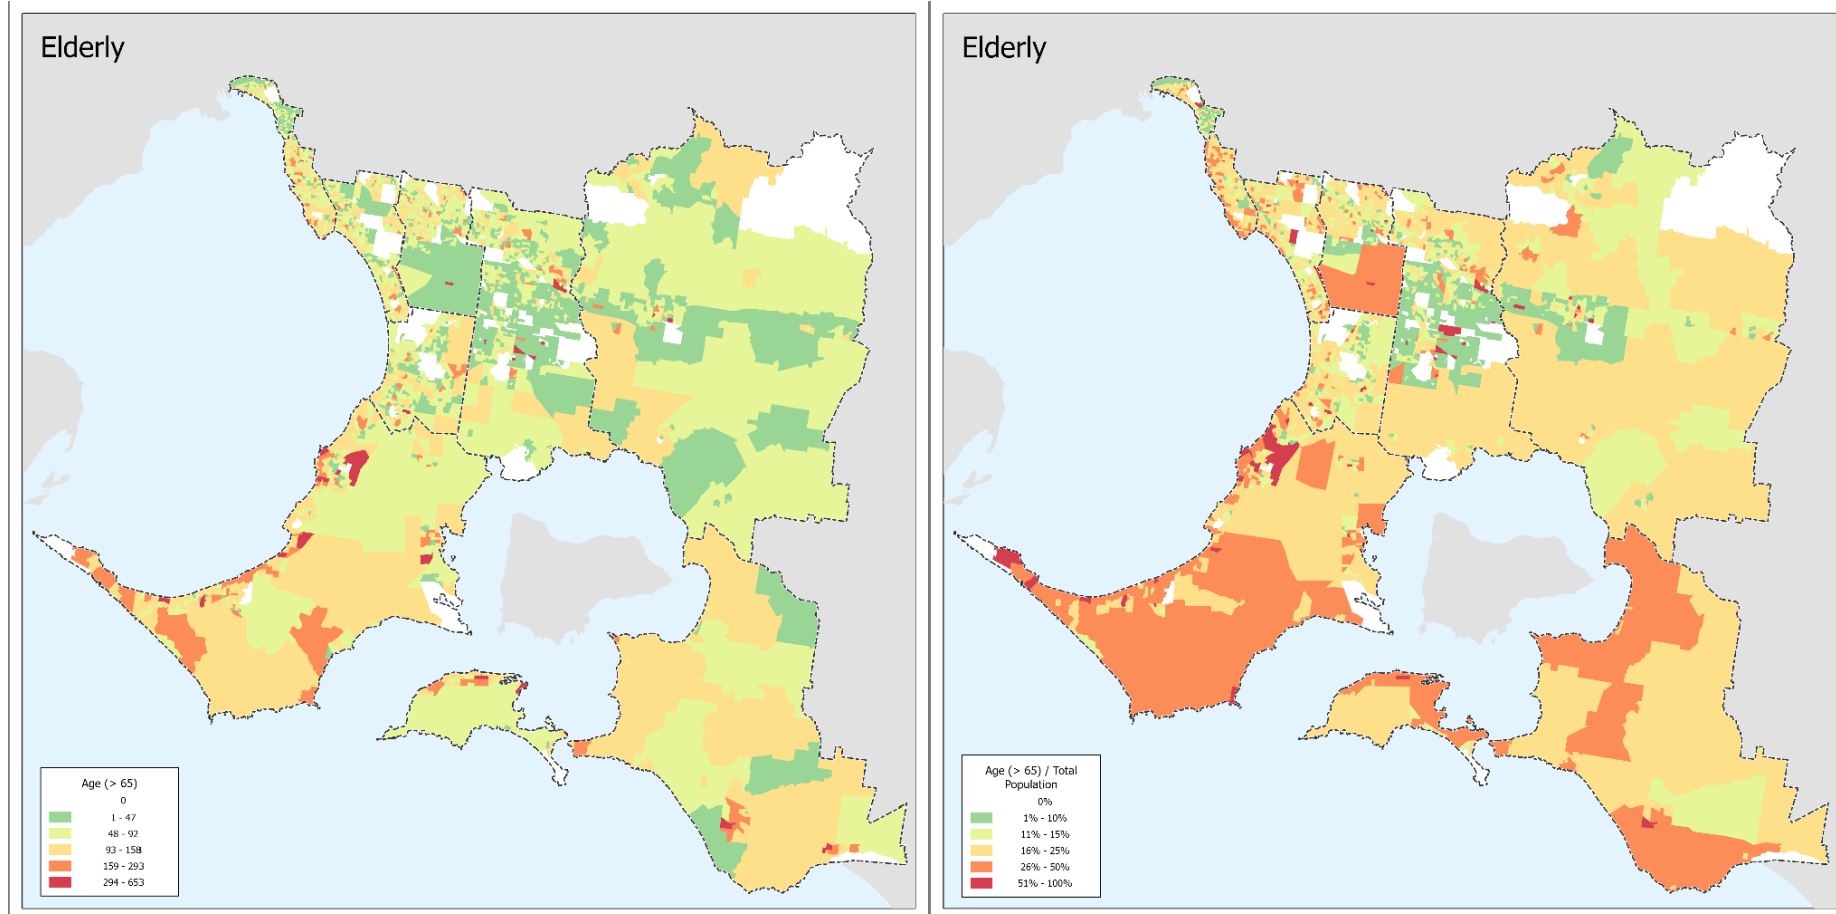 Elderly
Age (> 65)
0
1 - 47
48 - 92
93 - 158
159 - 293
294 - 653
Elderly
Age (> 65) / Total
Population
0%
1% - 10%
11% - 15%
16% - 25%
26% - 50%
51% - 100%